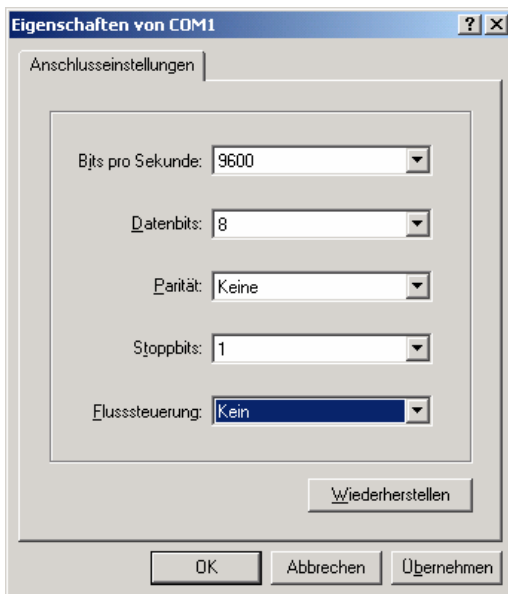 Eigenschaften von COM1
Anschlusseinstellungen
Bits pro Sekunde: 9600
Datenbits: 8
Parität: Keine
Stoppbits: 1
Flusssteuerung: Kein
Wiederherstellen
OK Abbrechen Übernehmen